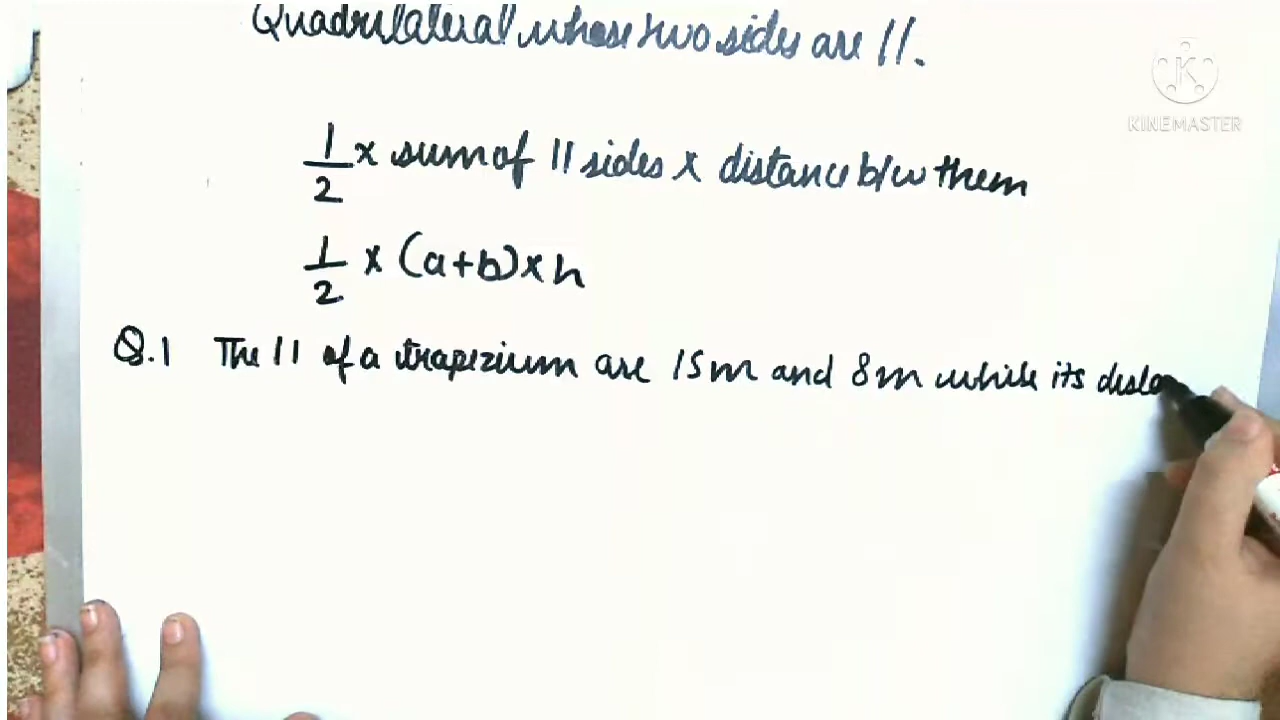 Quadrilateral whose two sides are ||.
K
KINEMASTER
1/2 x sum of || sides x distance b/w them
1/2 x (a+b) x h
Q.1 The || of a trapezium are 15m and 8m while its dista